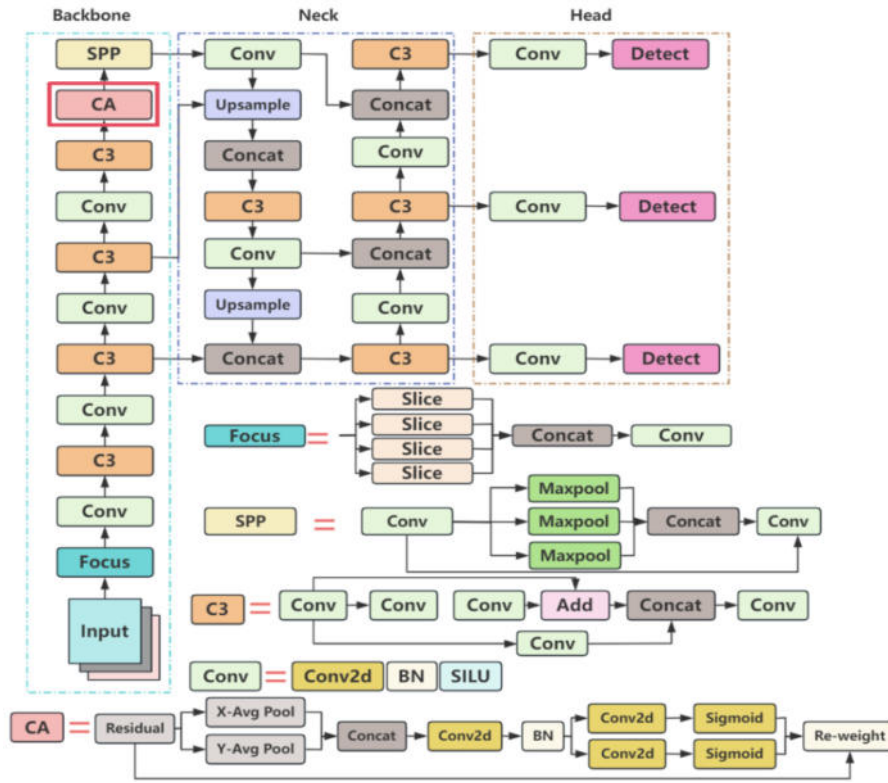 Backbone Neck Head
SPP Conv C3 Conv Detect
CA Upsample Concat
C3 Concat Conv
Conv C3 C3 Conv Detect
C3 Conv Concat
Conv Upsample Conv
C3 Concat C3 Conv Detect
Conv
C3
Conv
Focus
Input
Slice
Focus = Slice Concat Conv
Slice
Slice
Maxpool
SPP = Conv Maxpool Concat Conv
Maxpool
C3 = Conv Conv Conv Add Concat Conv
Conv
Conv = Conv2d BN SILU
X-Avg Pool Conv2d Sigmoid
CA = Residual Concat Conv2d BN Re-weight
Y-Avg Pool Conv2d Sigmoid